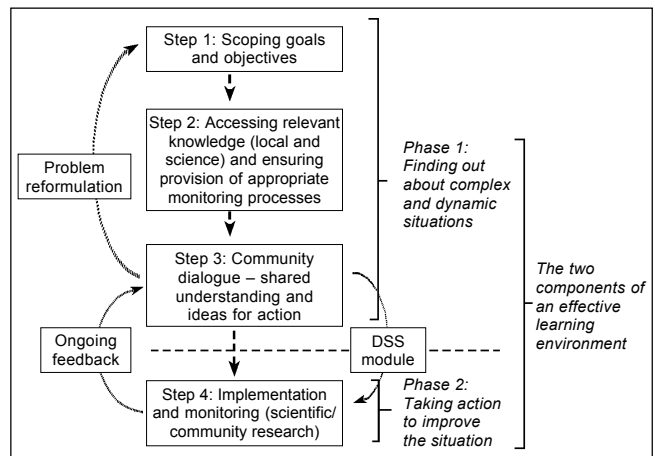 Step 1: Scoping goals
and objectives
Step 2: Accessing relevant
knowledge (local and
science) and ensuring
provision of appropriate
monitoring processes
Problem
reformulation
Phase 1:
Finding out
about complex
and dynamic
situations
Step 3: Community
dialogue – shared
understanding and
ideas for action
The two
components of
an effective
learning
environment
Ongoing
feedback
DSS
module
Step 4: Implementation
and monitoring (scientific/
community research)
Phase 2:
Taking action
to improve
the situation